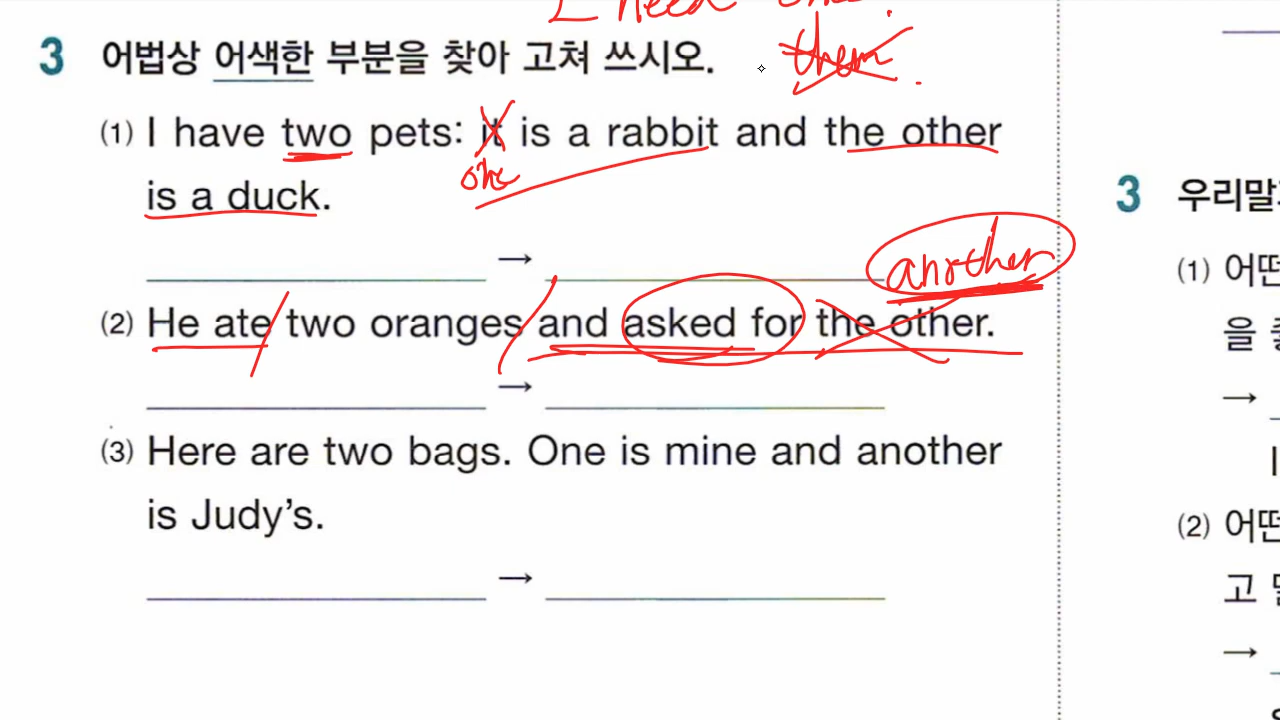 I need ones.
3 어법상 어색한 부분을 찾아 고쳐 쓰시오. them
(1) I have two pets: it is a rabbit and the other
one
is a duck.
→
another
(2) He ate two oranges and asked for the other.
→
(3) Here are two bags. One is mine and another
is Judy's.
→
3 우리말
(1) 어떤
을
→
I
(2) 어떤
고
→